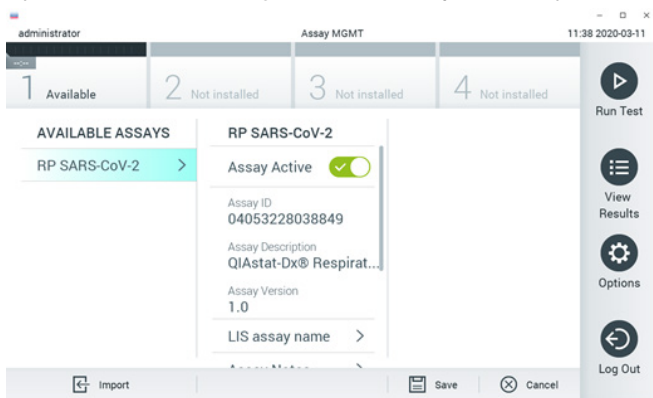 administrator Assay MGMT 11:38 2020-03-11
1 Available 2 Not installed 3 Not installed 4 Not installed
Run Test
AVAILABLE ASSAYS
RP SARS-CoV-2
RP SARS-CoV-2
Assay Active
Assay ID
04053228038849
Assay Description
QIAstat-Dx® Respirat...
Assay Version
1.0
LIS assay name
View
Results
Options
Log Out
Import Save Cancel